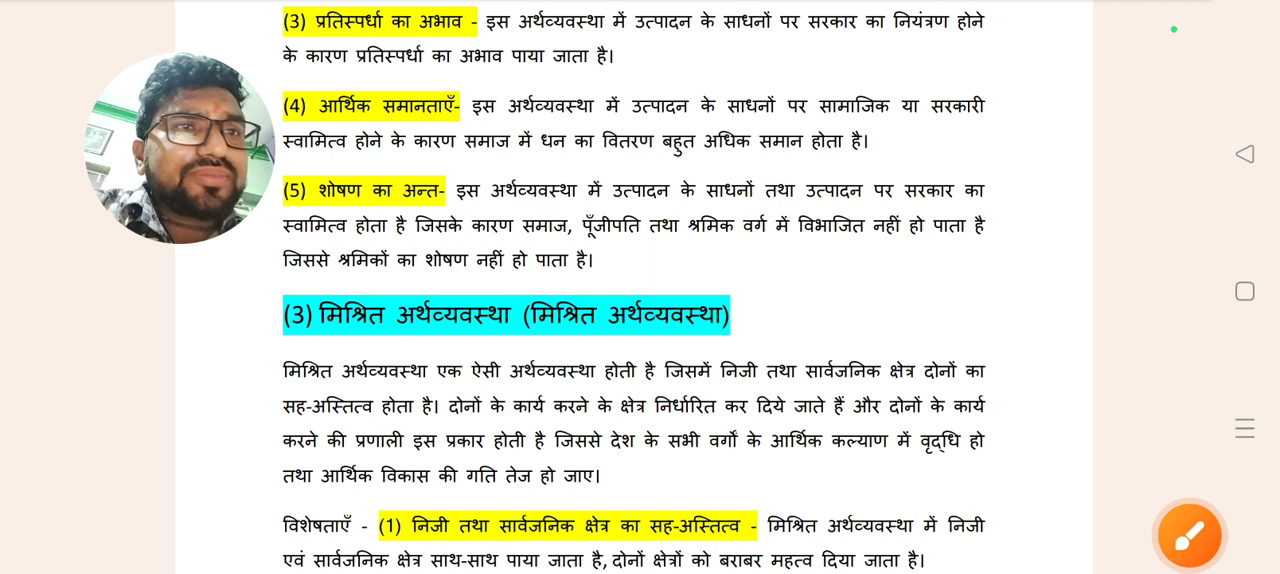 (3) प्रतिस्पर्धा का अभाव - इस अर्थव्यवस्था में उत्पादन के साधनों पर सरकार का नियंत्रण होने
के कारण प्रतिस्पर्धा का अभाव पाया जाता है।
(4) आर्थिक समानताएँ- इस अर्थव्यवस्था में उत्पादन के साधनों पर सामाजिक या सरकारी
स्वामित्व होने के कारण समाज में धन का वितरण बहुत अधिक समान होता है।
(5) शोषण का अन्त- इस अर्थव्यवस्था में उत्पादन के साधनों तथा उत्पादन पर सरकार का
स्वामित्व होता है जिसके कारण समाज, पूँजीपति तथा श्रमिक वर्ग में विभाजित नहीं हो पाता है
जिससे श्रमिकों का शोषण नहीं हो पाता है।
(3) मिश्रित अर्थव्यवस्था (मिश्रित अर्थव्यवस्था)
मिश्रित अर्थव्यवस्था एक ऐसी अर्थव्यवस्था होती है जिसमें निजी तथा सार्वजनिक क्षेत्र दोनों का
सह-अस्तित्व होता है। दोनों के कार्य करने के क्षेत्र निर्धारित कर दिये जाते हैं और दोनों के कार्य
करने की प्रणाली इस प्रकार होती है जिससे देश के सभी वर्गों के आर्थिक कल्याण में वृद्धि हो
तथा आर्थिक विकास की गति तेज हो जाए।
विशेषताएँ - (1) निजी तथा सार्वजनिक क्षेत्र का सह-अस्तित्व - मिश्रित अर्थव्यवस्था में निजी
एवं सार्वजनिक क्षेत्र साथ-साथ पाया जाता है, दोनों क्षेत्रों को बराबर महत्व दिया जाता है।